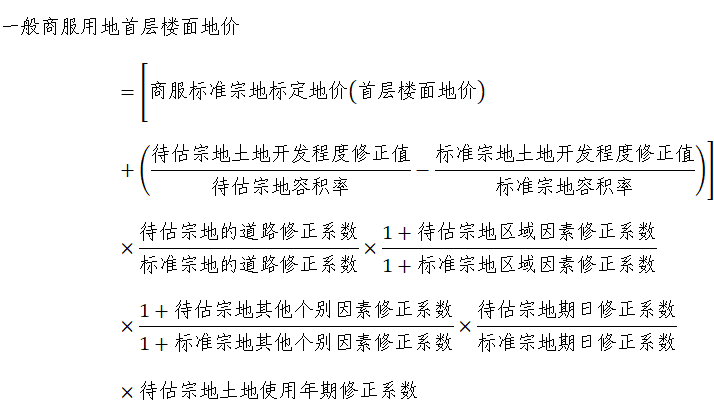 一般商服用地首层楼面地价
=[商服标准宗地标定地价(首层楼面地价)
+(待估宗地土地开发程度修正值/待估宗地容积率−标准宗地土地开发程度修正值/标准宗地容积率)]
×待估宗地的道路修正系数/标准宗地的道路修正系数×1+待估宗地区域因素修正系数/1+标准宗地区域因素修正系数
×1+待估宗地其他个别因素修正系数/1+标准宗地其他个别因素修正系数×待估宗地期日修正系数/标准宗地期日修正系数
×待估宗地土地使用年期修正系数